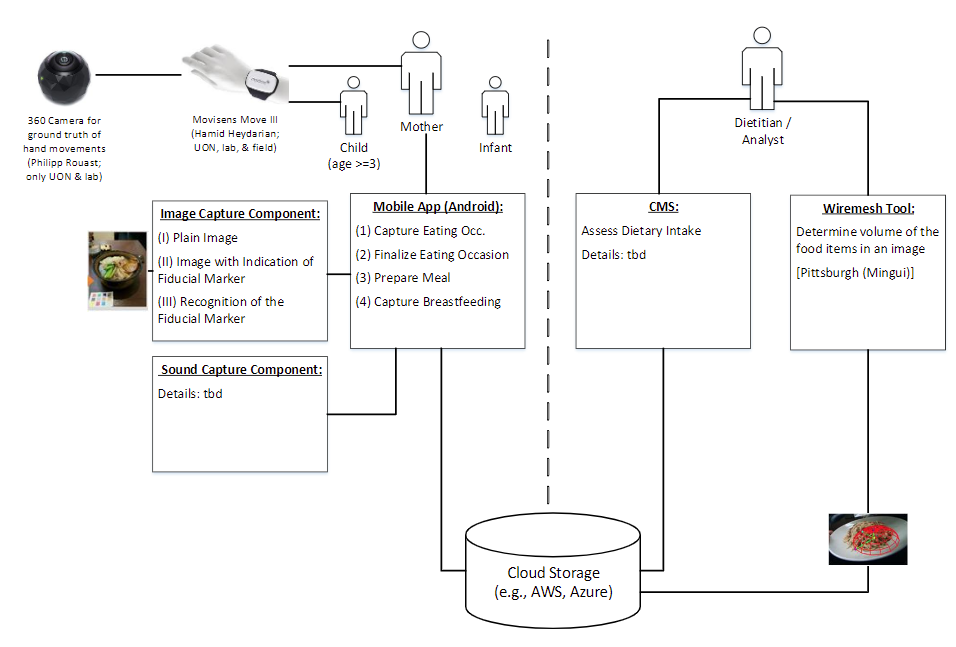 360 Camera for
ground truth of
hand movements
(Philipp Rouast;
only UON & lab)
Movisens Move III
(Hamid Heydarian;
UON, lab, & field)
Child
(age >=3)
Mother
Infant
Dietitian /
Analyst
Image Capture Component:
(I) Plain Image
(II) Image with Indication of
Fiducial Marker
(III) Recognition of the
Fiducial Marker
Mobile App (Android):
(1) Capture Eating Occ.
(2) Finalize Eating Occasion
(3) Prepare Meal
(4) Capture Breastfeeding
CMS:
Assess Dietary Intake
Details: tbd
Wiremesh Tool:
Determine volume of the
food items in an image
[Pittsburgh (Mingui)]
Sound Capture Component:
Details: tbd
Cloud Storage
(e.g., AWS, Azure)